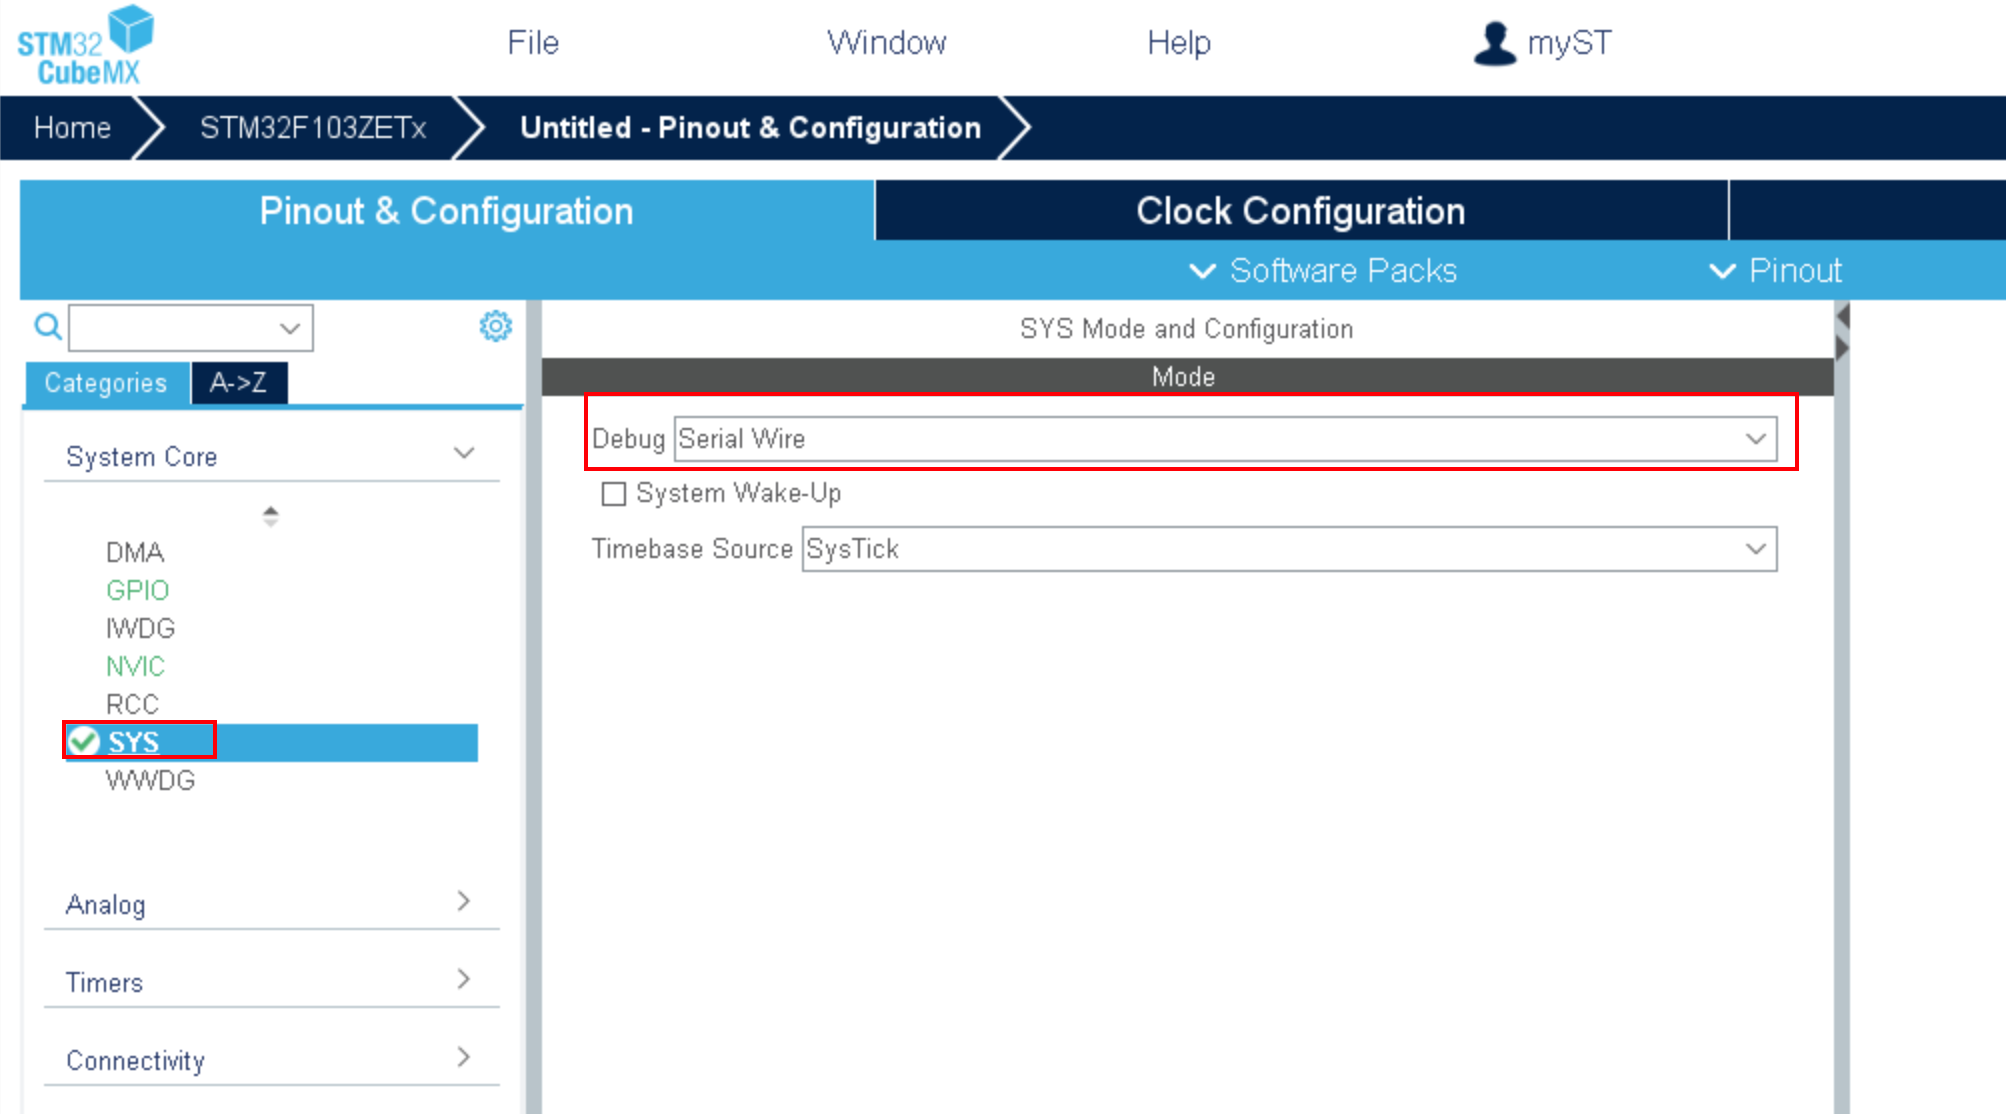 STM32
CubeMX
File
Window
Help
myST
Home
STM32F103ZETx
Untitled - Pinout & Configuration
Pinout & Configuration
Clock Configuration
Software Packs
Pinout
SYS Mode and Configuration
Categories
A->Z
Mode
Debug Serial Wire
System Wake-Up
Timebase Source SysTick
System Core
DMA
GPIO
IWDG
NVIC
RCC
SYS
WWDG
Analog
Timers
Connectivity